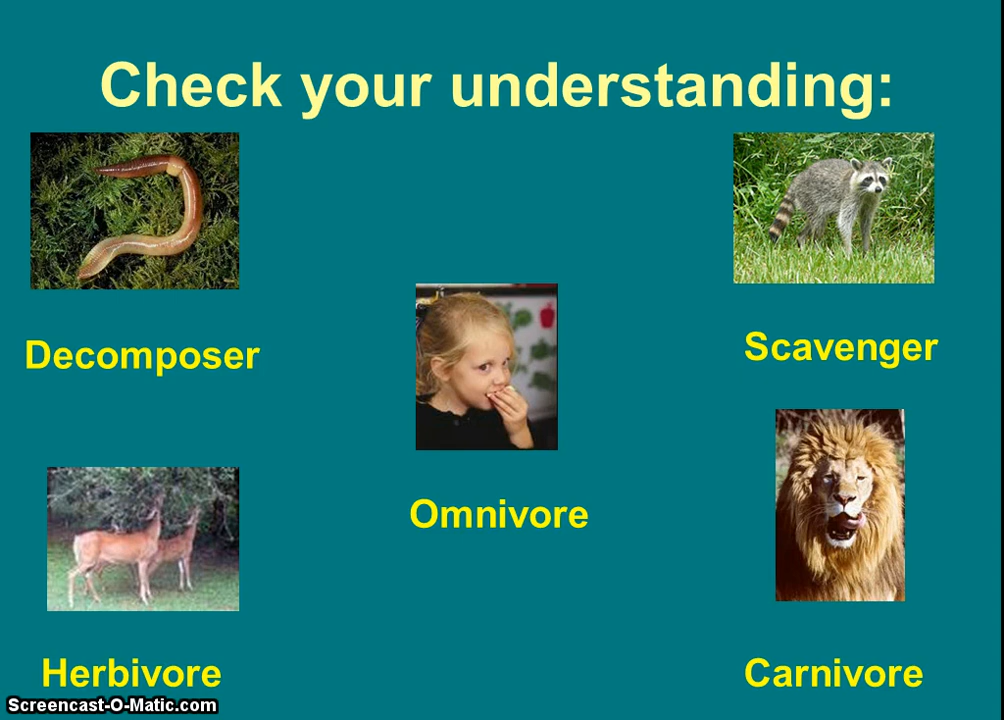 Check your understanding:
Decomposer
Scavenger
Omnivore
Herbivore
Carnivore
Screencast-O-Matic.com